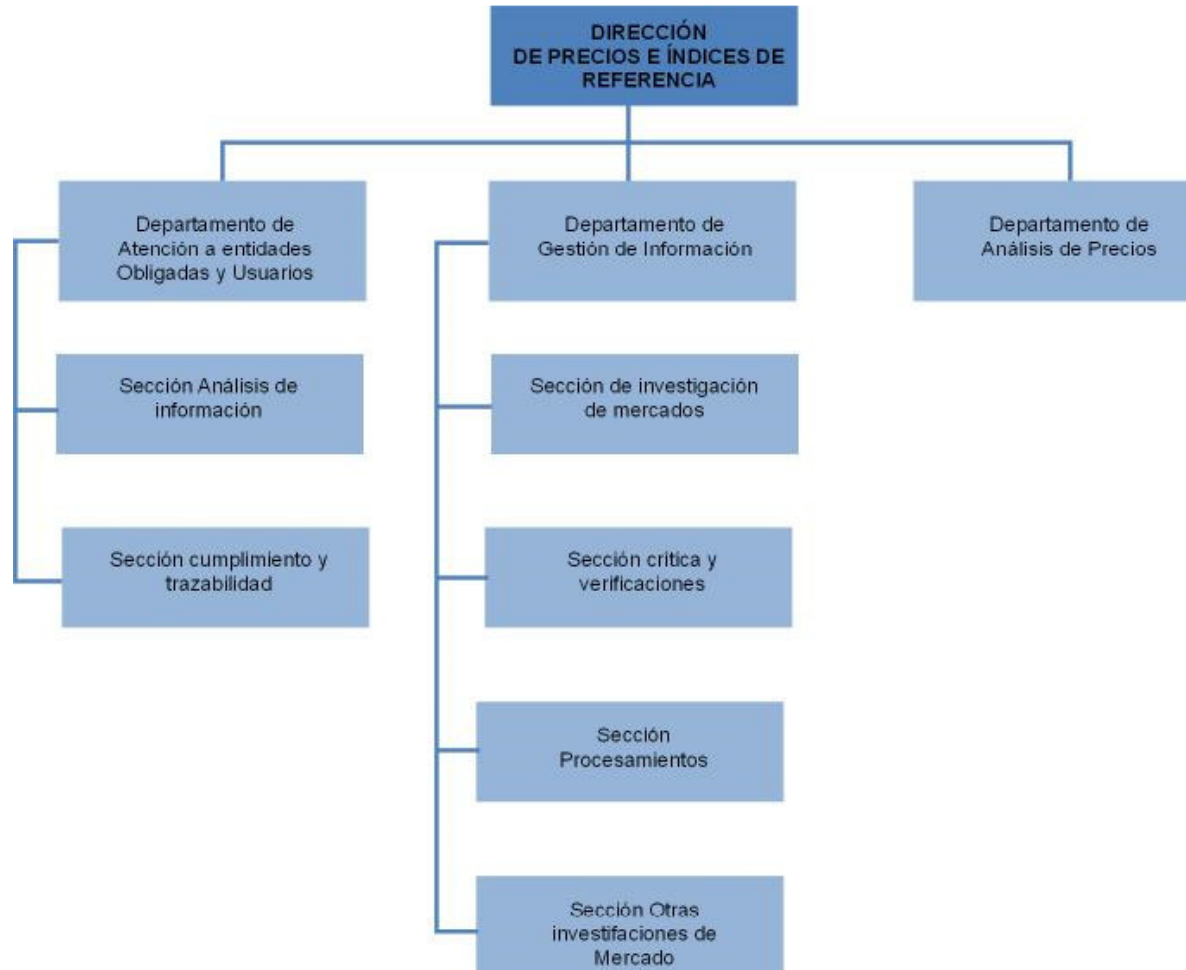 DIRECCIÓN
DE PRECIOS E ÍNDICES DE
REFERENCIA
Departamento de
Atención a entidades
Obligadas y Usuarios
Departamento de
Gestión de Información
Departamento de
Análisis de Precios
Sección Análisis de
información
Sección de investigación
de mercados
Sección cumplimiento y
trazabilidad
Sección critica y
verificaciones
Sección
Procesamientos
Sección Otras
investifaciones de
Mercado